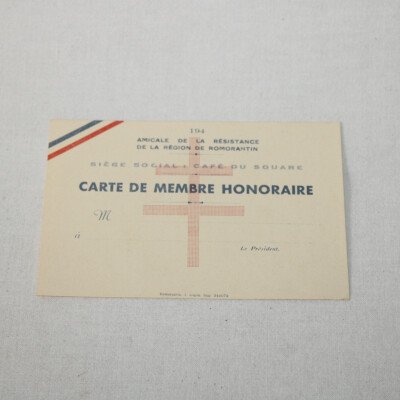 194
AMICALE DE LA RÉSISTANCE
DE LA RÉGION DE ROMORANTIN
SIÈGE SOCIAL : CAFÉ DU SQUARE
CARTE DE MEMBRE HONORAIRE
M
à
Le Président.